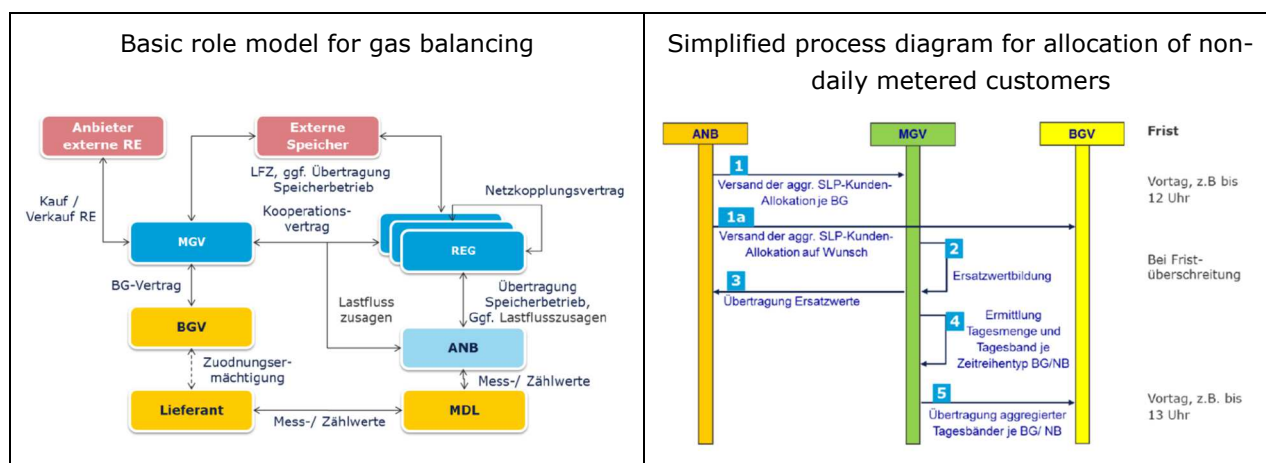 Basic role model for gas balancing
Anbieter
externe RE
Externe
Speicher
LFZ, ggf. Übertragung
Speicherbetrieb
Netzkopplungsvertrag
Kauf /
Verkauf RE
Kooperations-
vertrag
MGV
REG
BG-Vertrag
Lastfluss
zusagen
Übertragung
Speicherbetrieb,
Ggf. Lastflusszusagen
BGV
ANB
Zuodnungser-
mächtigung
Mess-/ Zählwerte
Lieferant
MDL
Mess-/ Zählwerte
Simplified process diagram for allocation of non-
daily metered customers
ANB
MGV
BGV
Frist
1
Versand der aggr. SLP-Kunden-
Allokation je BG
Vortag, z.B bis
12 Uhr
1a
Versand der aggr. SLP-Kunden-
Allokation auf Wunsch
2
Ersatzwertbildung
Bei Frist-
überschreitung
3
Übertragung Ersatzwerte
4
Ermittlung
Tagesmenge und
Tagesband je
Zeitreihentyp BG/NB
5
Übertragung aggregierter
Tagesbänder je BG/ NB
Vortag, z.B. bis
13 Uhr